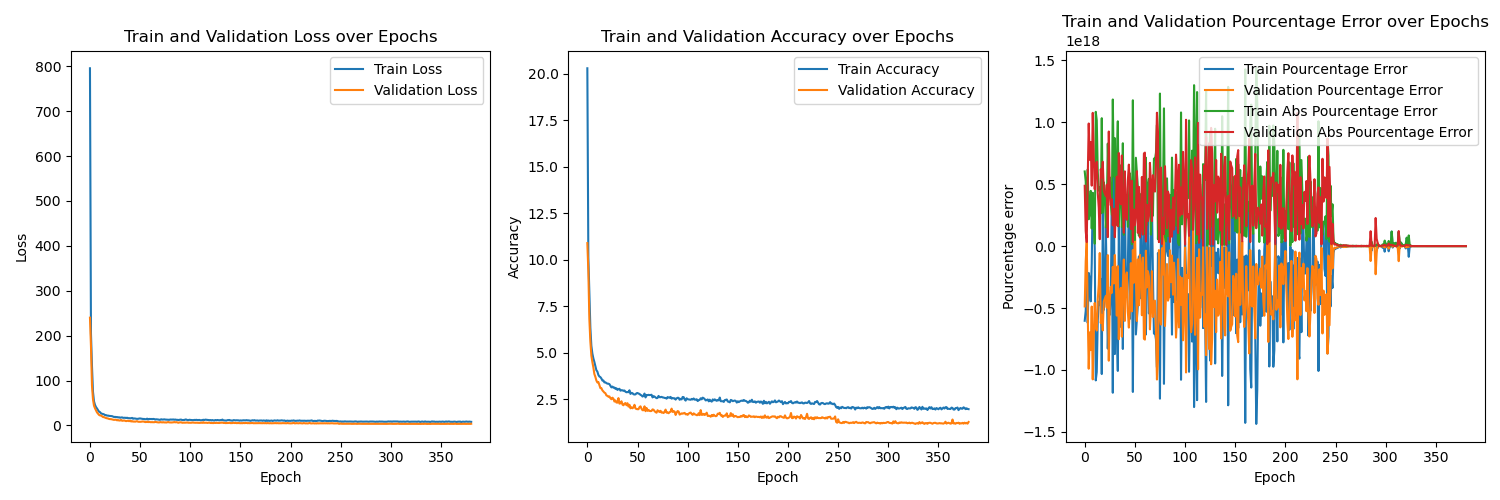 Train and Validation Loss over Epochs
Train Loss
Validation Loss
800
700
600
500
400
300
200
100
0
Loss
0 50 100 150 200 250 300 350
Epoch
Train and Validation Accuracy over Epochs
Train Accuracy
Validation Accuracy
20.0
17.5
15.0
12.5
10.0
7.5
5.0
2.5
Accuracy
0 50 100 150 200 250 300 350
Epoch
Train and Validation Pourcentage Error over Epochs
1e18
Train Pourcentage Error
Validation Pourcentage Error
Train Abs Pourcentage Error
Validation Abs Pourcentage Error
1.5
1.0
0.5
0.0
−0.5
−1.0
−1.5
Pourcentage error
0 50 100 150 200 250 300 350
Epoch